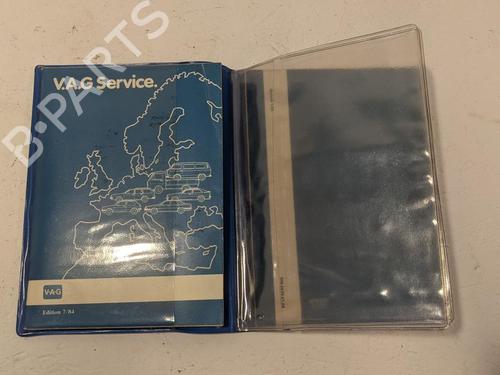 V.A.G Service.
V·A·G
Edition 7/84
B-PARTS